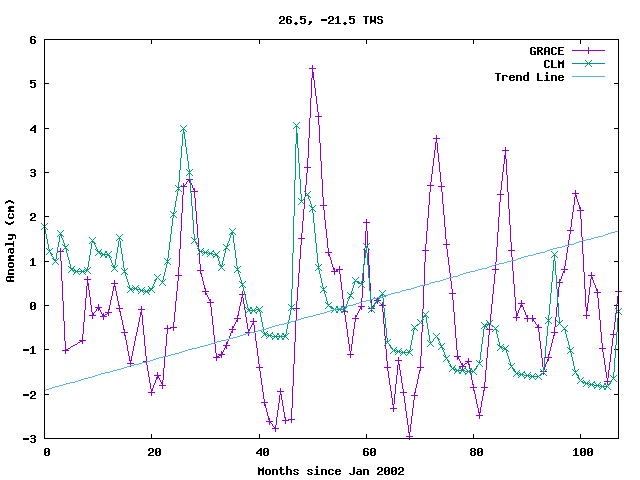 26.5, -21.5 TWS
GRACE
CLM
Trend Line
Anomaly (cm)
6
5
4
3
2
1
0
-1
-2
-3
0 20 40 60 80 100
Months since Jan 2002